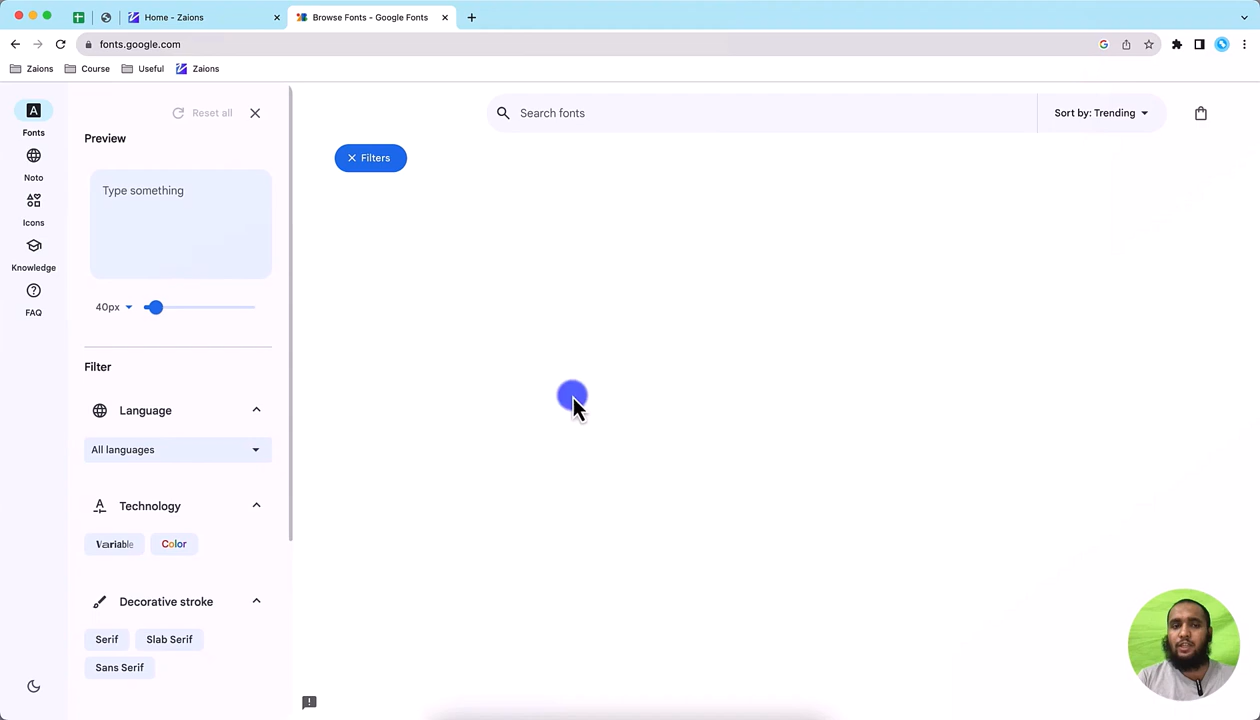 Home - Zaions
Browse Fonts - Google Fonts
fonts.google.com
Zaions
Course
Useful
Zaions
Fonts
Noto
Icons
Knowledge
FAQ
Reset all
Preview
Type something
40px
Filter
Language
All languages
Technology
Variable
Color
Decorative stroke
Serif
Slab Serif
Sans Serif
Search fonts
Sort by: Trending
Filters